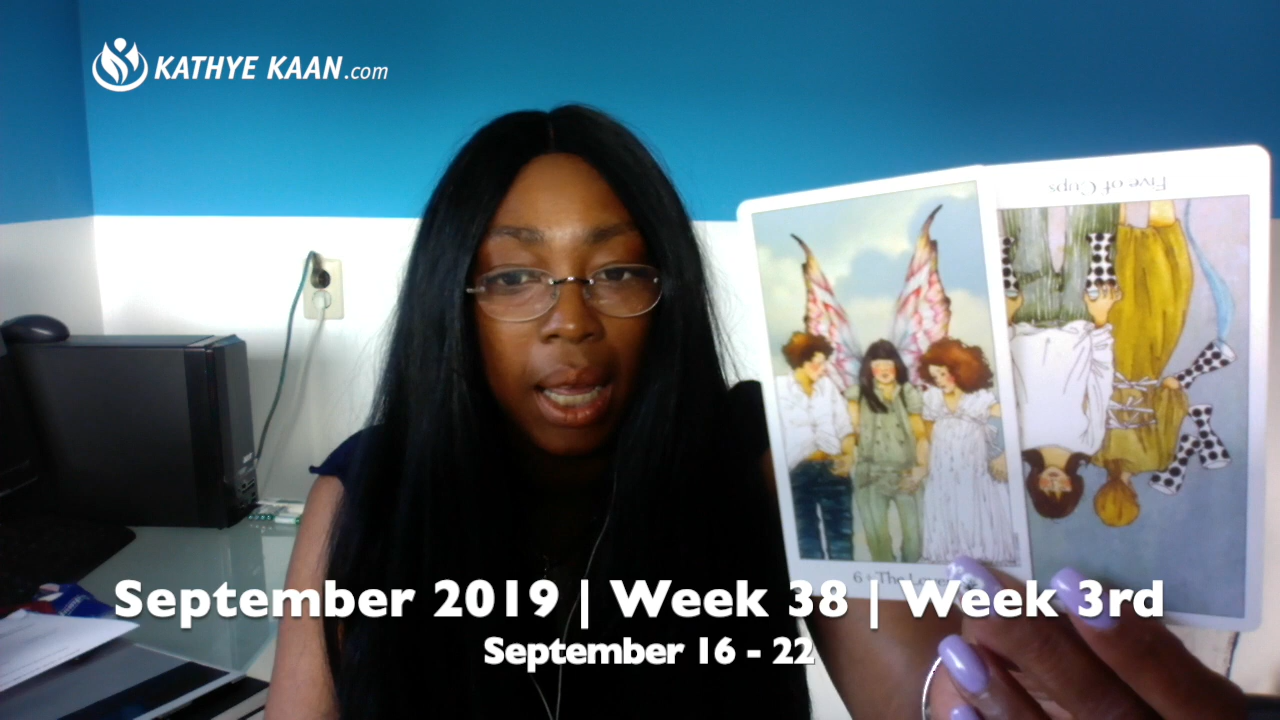 KATHYE KAAN.com
Five of Cups
6 The Lovers
September 2019 | Week 38 | Week 3rd
September 16 - 22